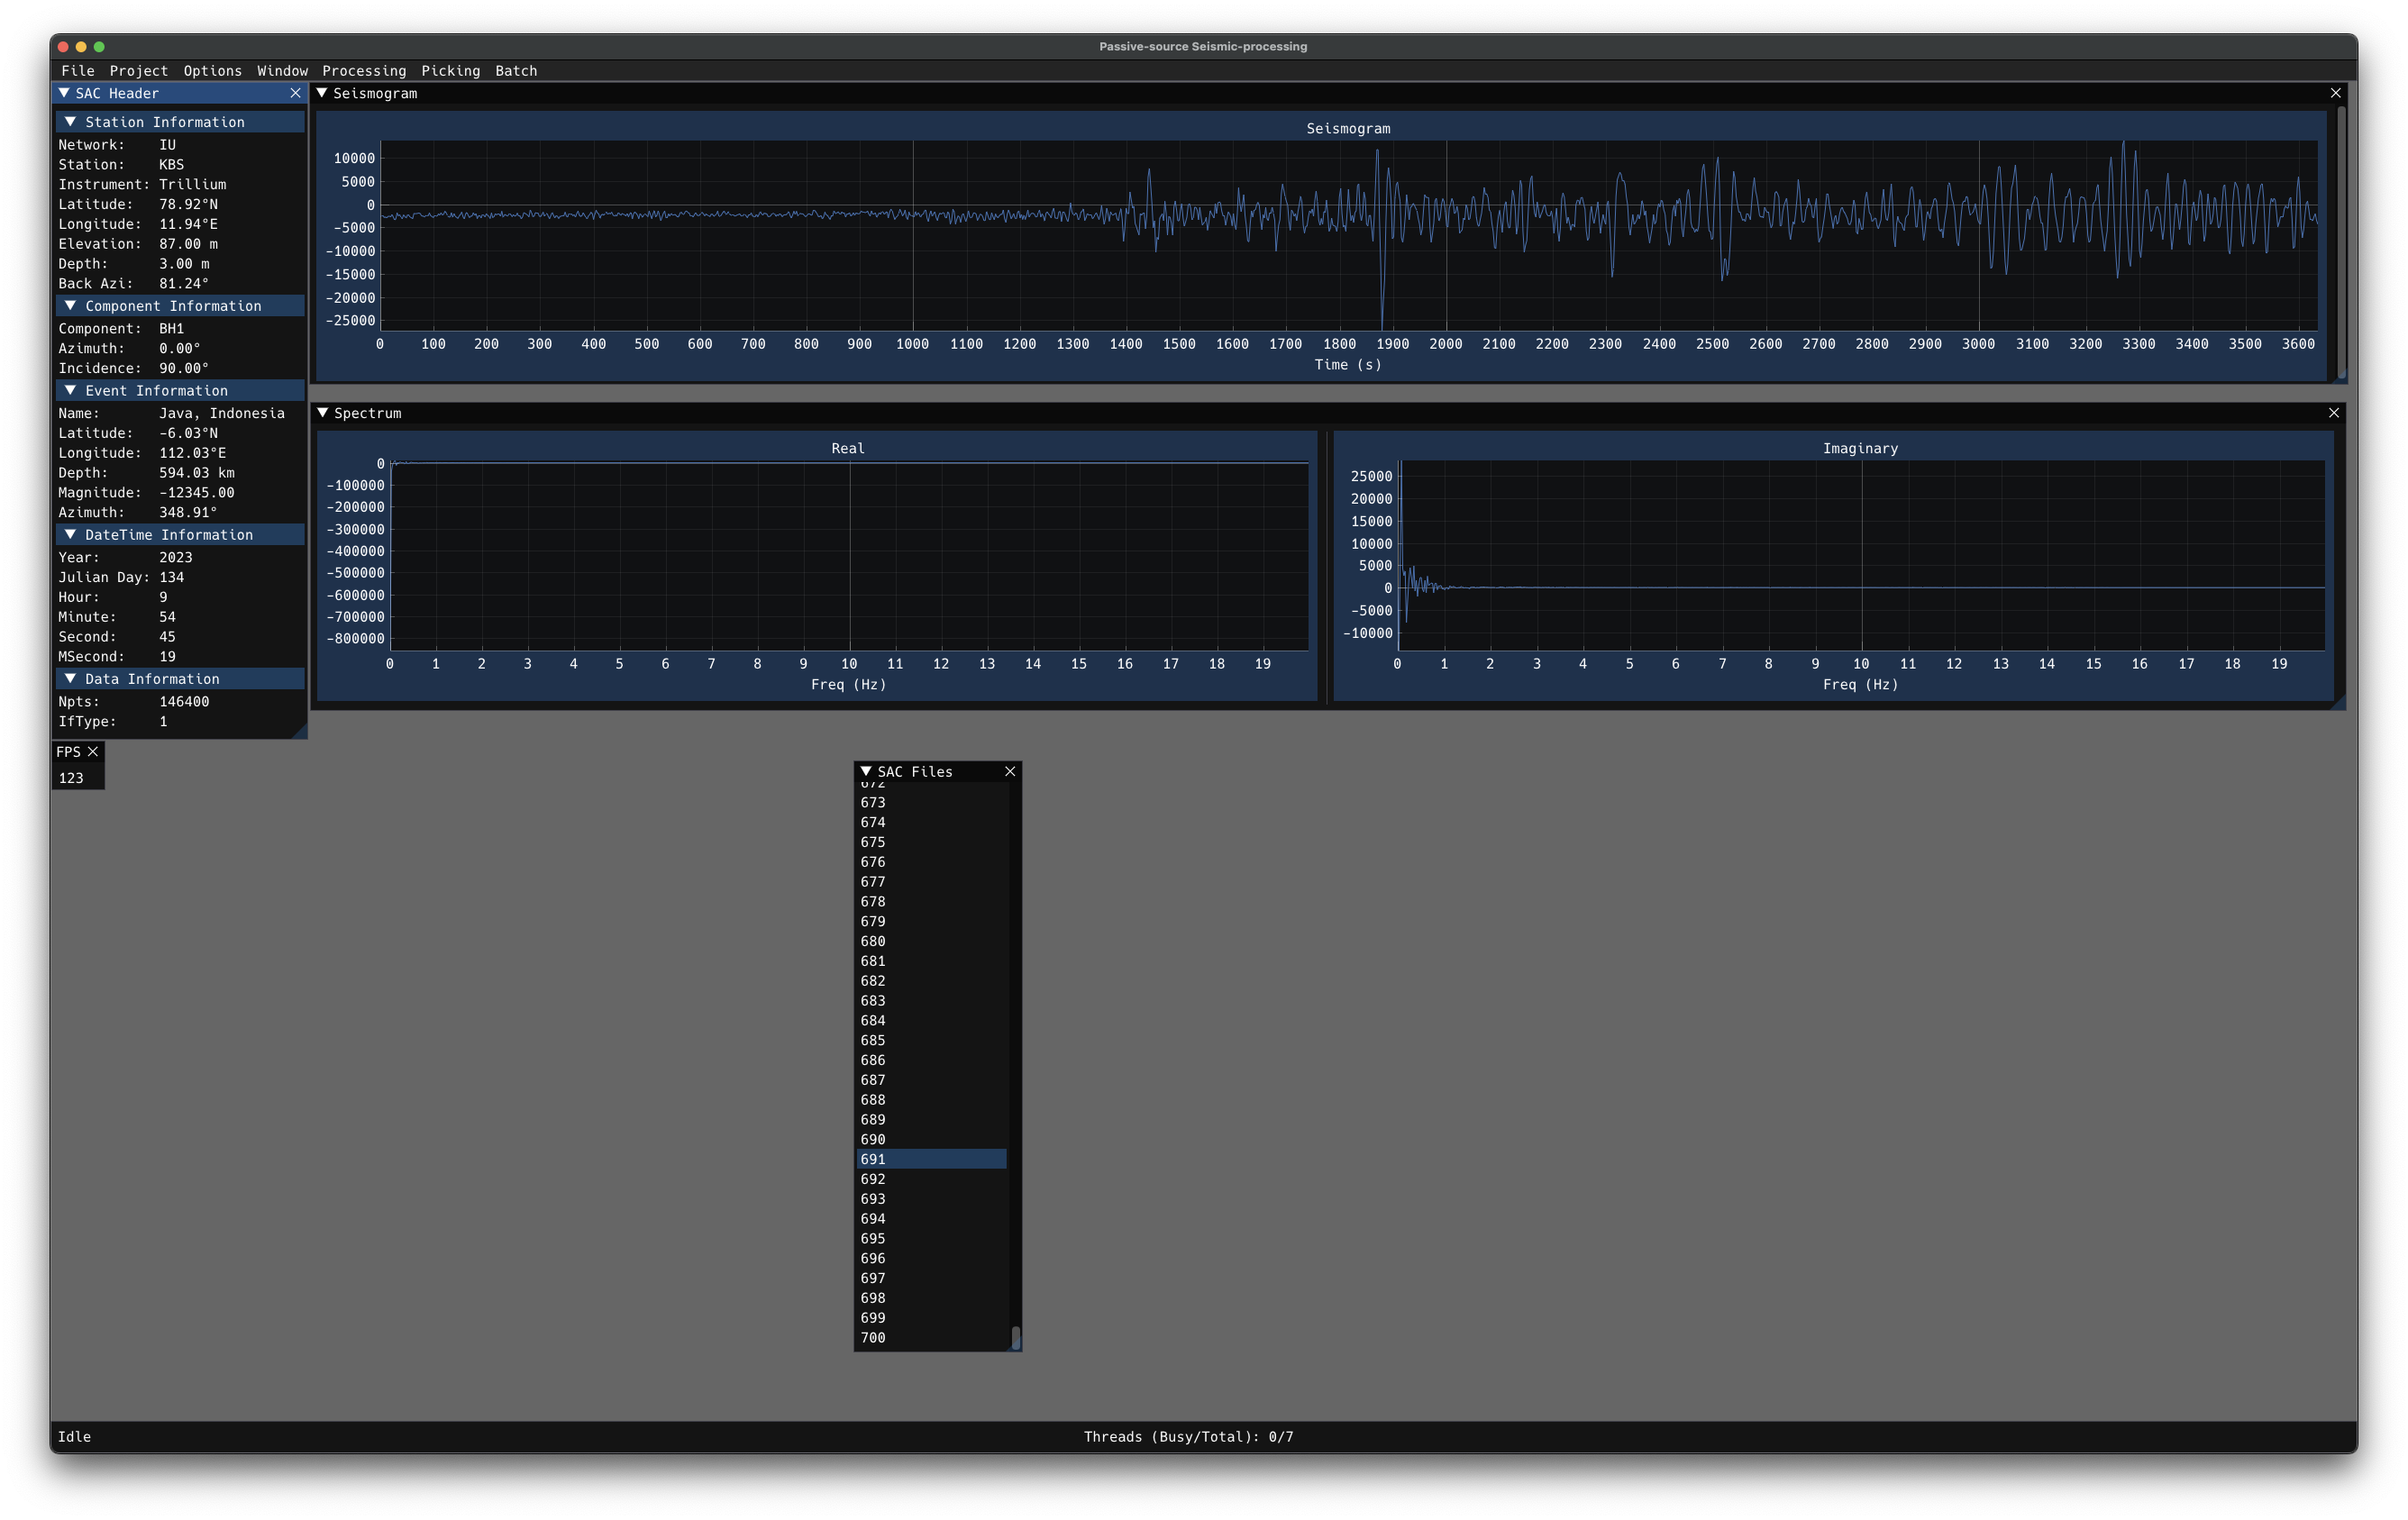 Passive-source Seismic-processing
File Project Options Window Processing Picking Batch
SAC Header
Station Information
Network: IU
Station: KBS
Instrument: Trillium
Latitude: 78.92°N
Longitude: 11.94°E
Elevation: 87.00 m
Depth: 3.00 m
Back Azi: 81.24°
Component Information
Component: BH1
Azimuth: 0.00°
Incidence: 90.00°
Event Information
Name: Java, Indonesia
Latitude: -6.03°N
Longitude: 112.03°E
Depth: 594.03 km
Magnitude: -12345.00
Azimuth: 348.91°
DateTime Information
Year: 2023
Julian Day: 134
Hour: 9
Minute: 54
Second: 45
MSecond: 19
Data Information
Npts: 146400
IfType: 1
FPS
123
Seismogram
Seismogram
10000
5000
0
-5000
-10000
-15000
-20000
-25000
0 100 200 300 400 500 600 700 800 900 1000 1100 1200 1300 1400 1500 1600 1700 1800 1900 2000 2100 2200 2300 2400 2500 2600 2700 2800 2900 3000 3100 3200 3300 3400 3500 3600
Time (s)
Spectrum
Real
0
-100000
-200000
-300000
-400000
-500000
-600000
-700000
-800000
0 1 2 3 4 5 6 7 8 9 10 11 12 13 14 15 16 17 18 19
Freq (Hz)
Imaginary
25000
20000
15000
10000
5000
0
-5000
-10000
0 1 2 3 4 5 6 7 8 9 10 11 12 13 14 15 16 17 18 19
Freq (Hz)
SAC Files
672
673
674
675
676
677
678
679
680
681
682
683
684
685
686
687
688
689
690
691
692
693
694
695
696
697
698
699
700
Idle
Threads (Busy/Total): 0/7